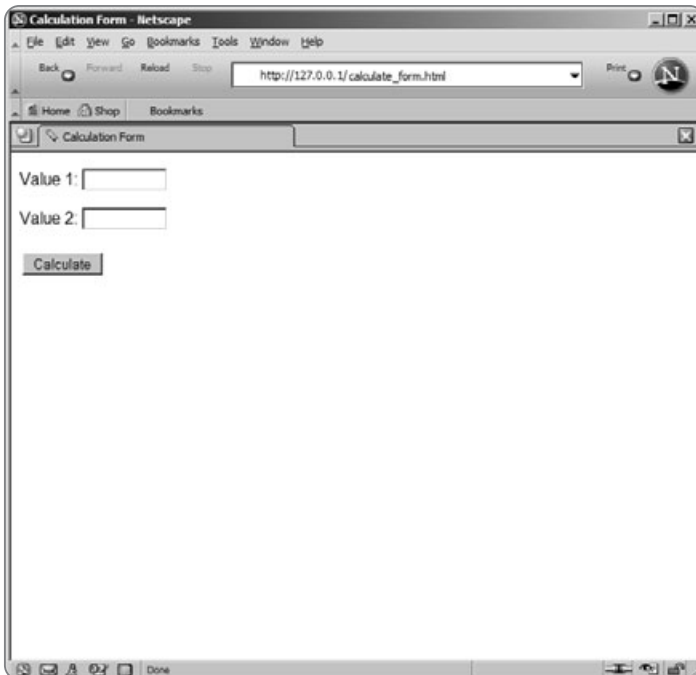 Calculation Form - Netscape
File Edit View Go Bookmarks Tools Window Help
Back Forward Reload Stop http://127.0.0.1/calculate_form.html Print N
Home Shop Bookmarks
Calculation Form
Value 1:
Value 2:
Calculate
Done